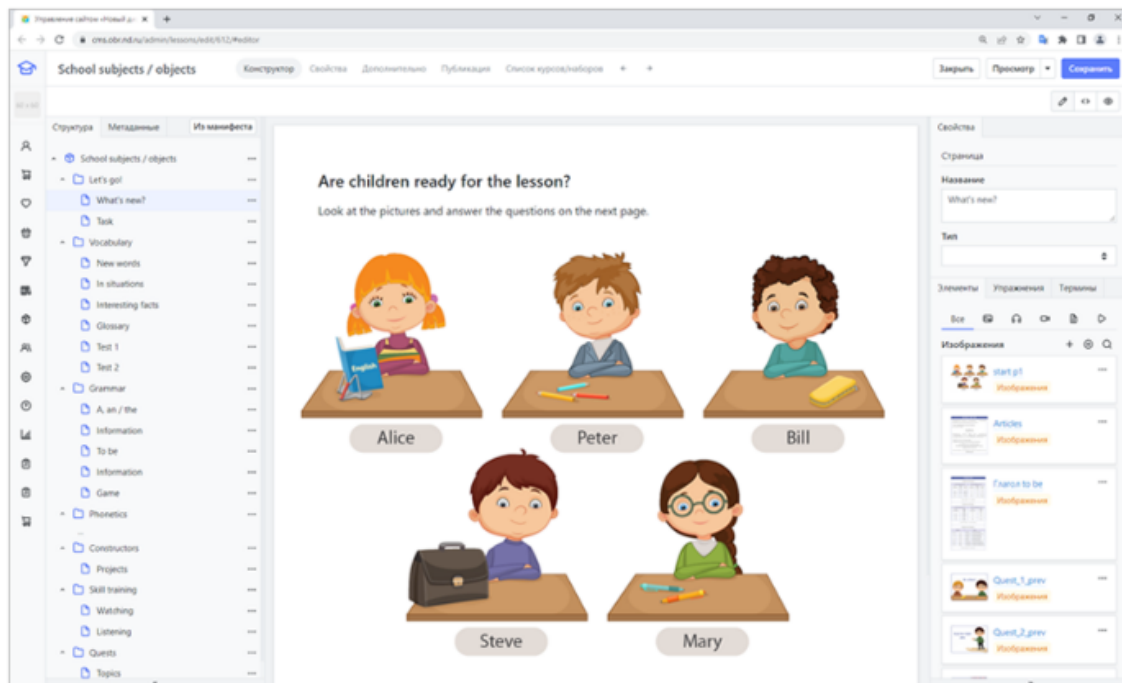 Управление сайтом «Новый д
cms.obr.nd.ru/admin/lessons/edit/612/#editor
School subjects / objects
Конструктор Свойства Дополнительно Публикация Список курсов/наборов
Закрыть Просмотр Сохранить
Структура Метаданные Из манифеста
School subjects / objects
Let's go!
What's new?
Task
Vocabulary
New words
In situations
Interesting facts
Glossary
Test 1
Test 2
Grammar
A, an / the
Information
To be
Information
Game
Phonetics
...
Constructors
Projects
Skill training
Watching
Listening
Quests
Topics
Are children ready for the lesson?
Look at the pictures and answer the questions on the next page.
English
Alice
Peter
Bill
Steve
Mary
Свойства
Страница
Название
What's new?
Тип
Элементы Упражнения Термины
Все
Изображения
start p1
Изображения
Articles
Изображения
Глагол to be
Изображения
Quest_1_prev
Изображения
Quest_2_prev
Изображения